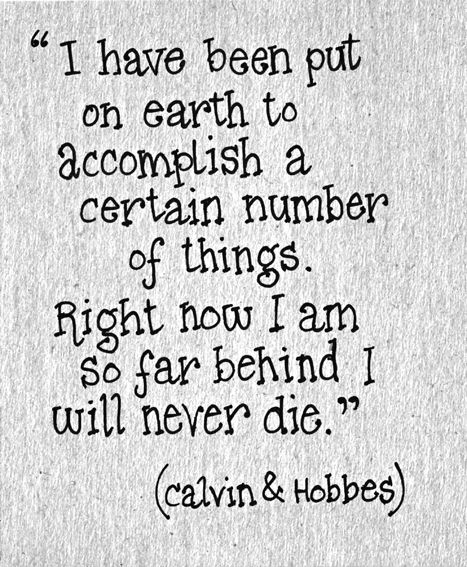 “I have been put
on earth to
accomplish a
certain number
of things.
Right now I am
so far behind I
will never die.”
(Calvin & Hobbes)